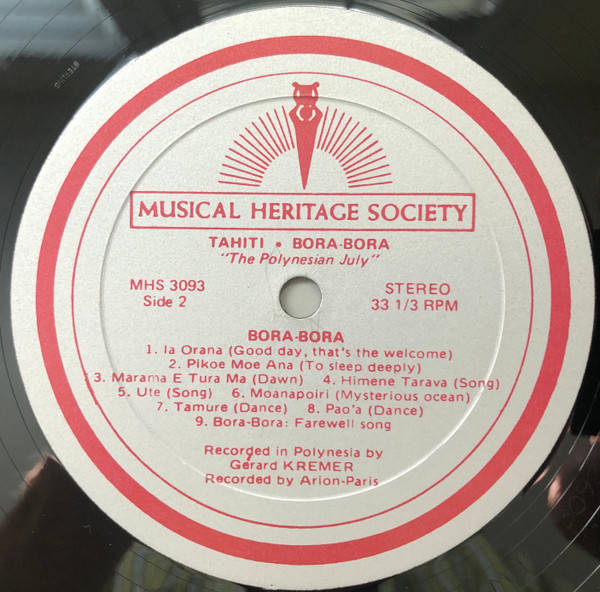 MUSICAL HERITAGE SOCIETY
TAHITI • BORA-BORA
"The Polynesian July"
MHS 3093
Side 2
STEREO
33 1/3 RPM
BORA-BORA
1. Ia Orana (Good day, that's the welcome)
2. Pikoe Moe Ana (To sleep deeply)
3. Marama E Tura Ma (Dawn) 4. Himene Tarava (Song)
5. Ute (Song) 6. Moanapoiri (Mysterious ocean)
7. Tamure (Dance) 8. Pao'a (Dance)
9. Bora-Bora: Farewell song
Recorded in Polynesia by
Gérard KREMER
Recorded by Arion-Paris